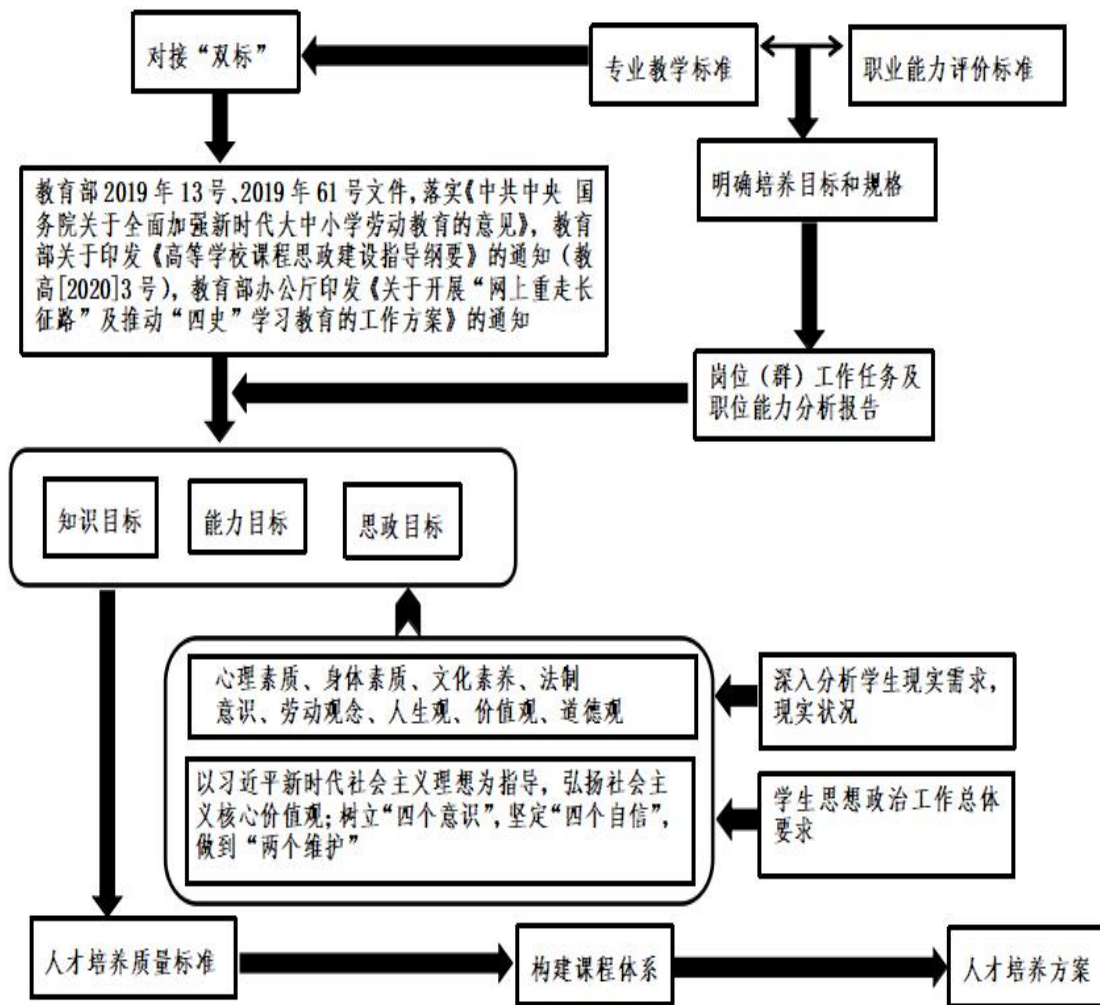 对接“双标”
专业教学标准
职业能力评价标准
明确培养目标和规格
教育部2019年13号、2019年61号文件,落实《中共中央 国
务院关于全面加强新时代大中小学劳动教育的意见》，教育
部关于印发《高等学校课程思政建设指导纲要》的通知（教
高[2020]3号），教育部办公厅印发《关于开展“网上重走长
征路”及推动“四史”学习教育的工作方案》的通知
岗位（群）工作任务及
职位能力分析报告
知识目标
能力目标
思政目标
心理素质、身体素质、文化素养、法制
意识、劳动观念、人生观、价值观、道德观
深入分析学生现实需求，
现实状况
以习近平新时代社会主义理想为指导，弘扬社会主
义核心价值观；树立“四个意识”，坚定“四个自信”，
做到“两个维护”
学生思想政治工作总体
要求
人才培养质量标准
构建课程体系
人才培养方案